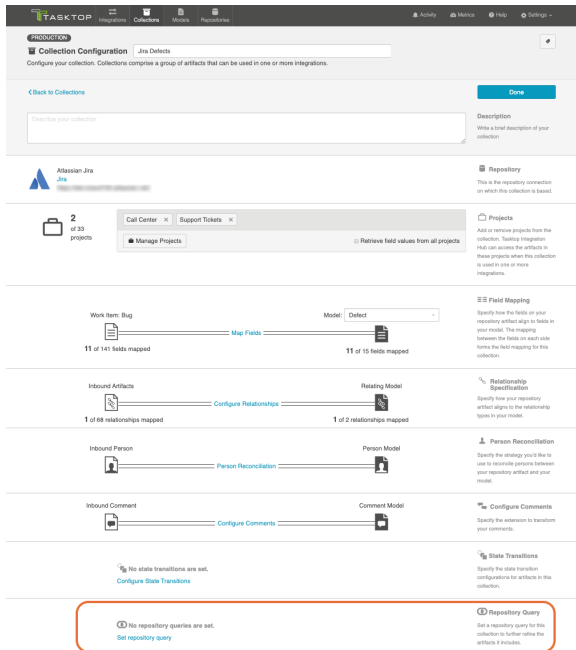 TASKTOP
Integrations
Collections
Models
Repositories
Activity
Metrics
Help
Settings
PRODUCTION
Collection Configuration
Jira Defects
Configure your collection. Collections comprise a group of artifacts that can be used in one or more integrations.
Back to Collections
Done
Describe your collection
Description
Write a brief description of your
collection
Atlassian Jira
Jira
Repository
This is the repository connection
on which this collection is based.
2
of 33
projects
Call Center ×
Support Tickets ×
Manage Projects
Retrieve field values from all projects
Projects
Add or remove projects from the
collection. Tasktop Integration
Hub can access the artifacts in
these projects when this collection
is used in one or more
integrations.
Work Item: Bug
Model: Defect
Map Fields
11 of 141 fields mapped
11 of 15 fields mapped
Field Mapping
Specify how the fields on your
repository artifact align to fields in
your model. The mapping
between the fields on each side
forms the field mapping for this
collection.
Inbound Artifacts
Relating Model
Configure Relationships
1 of 68 relationships mapped
1 of 2 relationships mapped
Relationship
Specification
Specify how your repository
artifact aligns to the relationship
types in your model.
Inbound Person
Person Model
Person Reconciliation
Person Reconciliation
Specify the strategy you'd like to
use to reconcile persons between
your repository artifact and your
model.
Inbound Comment
Comment Model
Configure Comments
Configure Comments
Specify the extension to transform
your comments.
No state transitions are set.
Configure State Transitions
State Transitions
Specify the state transition
configurations for artifacts in this
collection.
No repository queries are set.
Set repository query
Repository Query
Set a repository query for this
collection to further refine the
artifacts it includes.